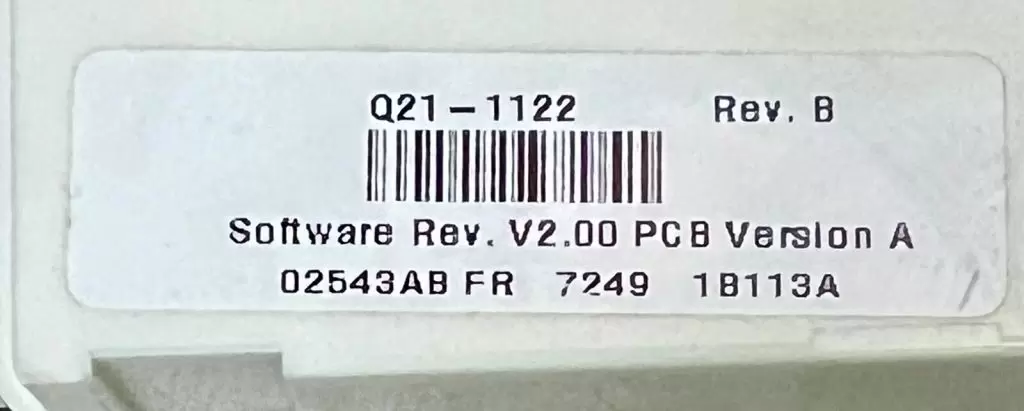 Q21-1122 Rev. B
Software Rev. V2.00 PCB Version A
02543AB FR 7249 1B113A